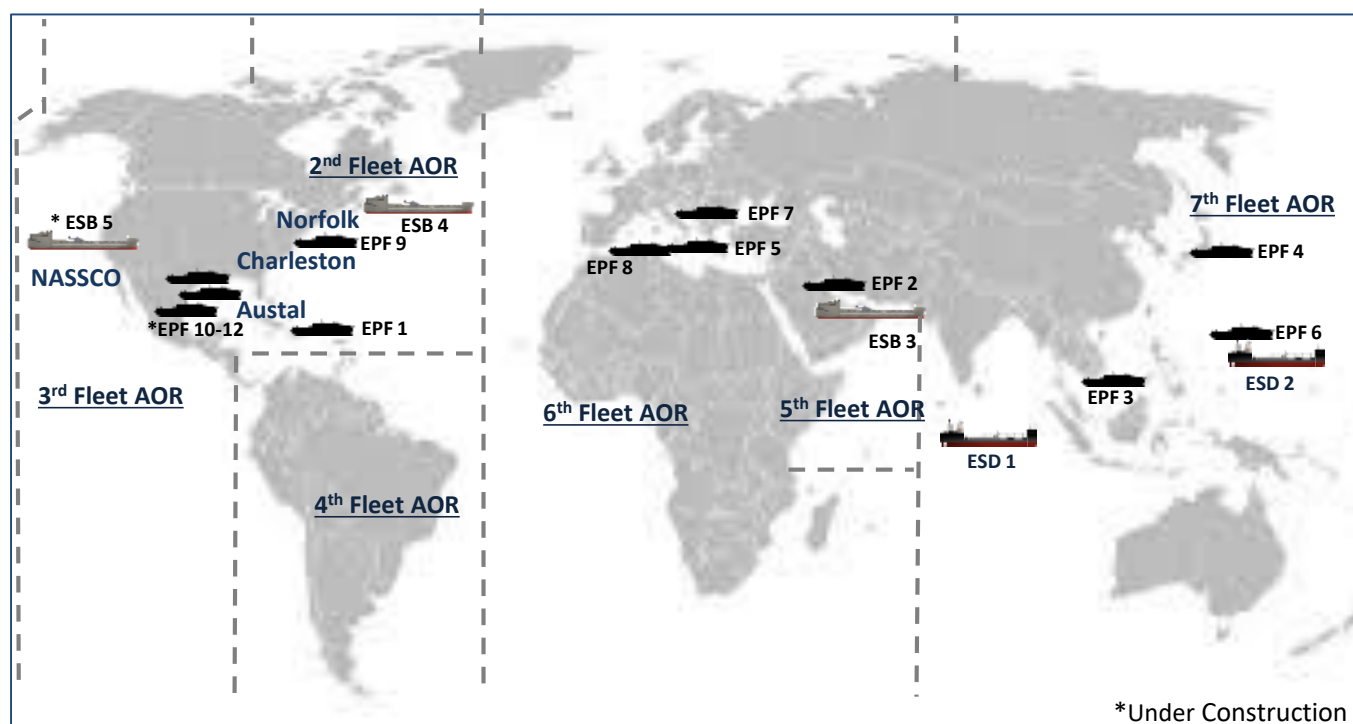 2nd Fleet AOR
* ESB 5
Norfolk
ESB 4
EPF 9
NASSCO
Charleston
Austal
*EPF 10-12
EPF 1
3rd Fleet AOR
4th Fleet AOR
EPF 7
EPF 8
EPF 5
EPF 2
ESB 3
6th Fleet AOR
5th Fleet AOR
7th Fleet AOR
EPF 4
EPF 6
ESD 2
EPF 3
ESD 1
*Under Construction